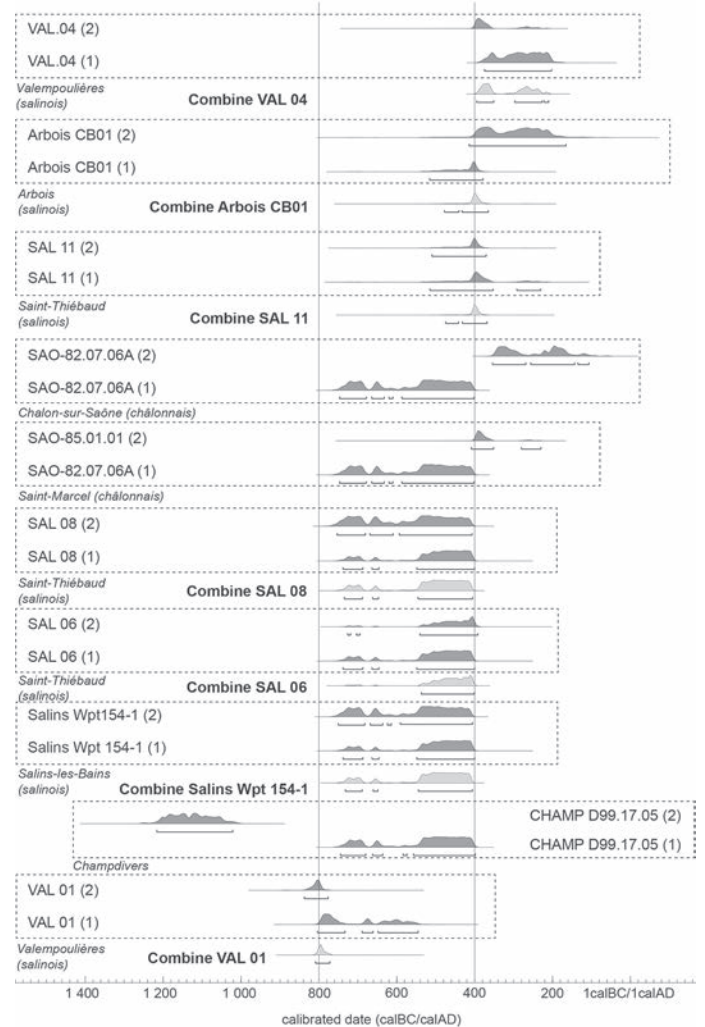 VAL.04 (2)
VAL.04 (1)
Valempoulières
(salinois)
Combine VAL 04
Arbois CB01 (2)
Arbois CB01 (1)
Arbois
(salinois)
Combine Arbois CB01
SAL 11 (2)
SAL 11 (1)
Saint-Thiébaud
(salinois)
Combine SAL 11
SAO-82.07.06A (2)
SAO-82.07.06A (1)
Chalon-sur-Saône (châlonnais)
SAO-85.01.01 (2)
SAO-82.07.06A (1)
Saint-Marcel (châlonnais)
SAL 08 (2)
SAL 08 (1)
Saint-Thiébaud
(salinois)
Combine SAL 08
SAL 06 (2)
SAL 06 (1)
Saint-Thiébaud
(salinois)
Combine SAL 06
Salins Wpt154-1 (2)
Salins Wpt 154-1 (1)
Salins-les-Bains
(salinois)
Combine Salins Wpt 154-1
CHAMP D99.17.05 (2)
CHAMP D99.17.05 (1)
Champdivers
VAL 01 (2)
VAL 01 (1)
Valempoulières
(salinois)
Combine VAL 01
1 400 1 200 1 000 800 600 400 200 1calBC/1calAD
calibrated date (calBC/calAD)